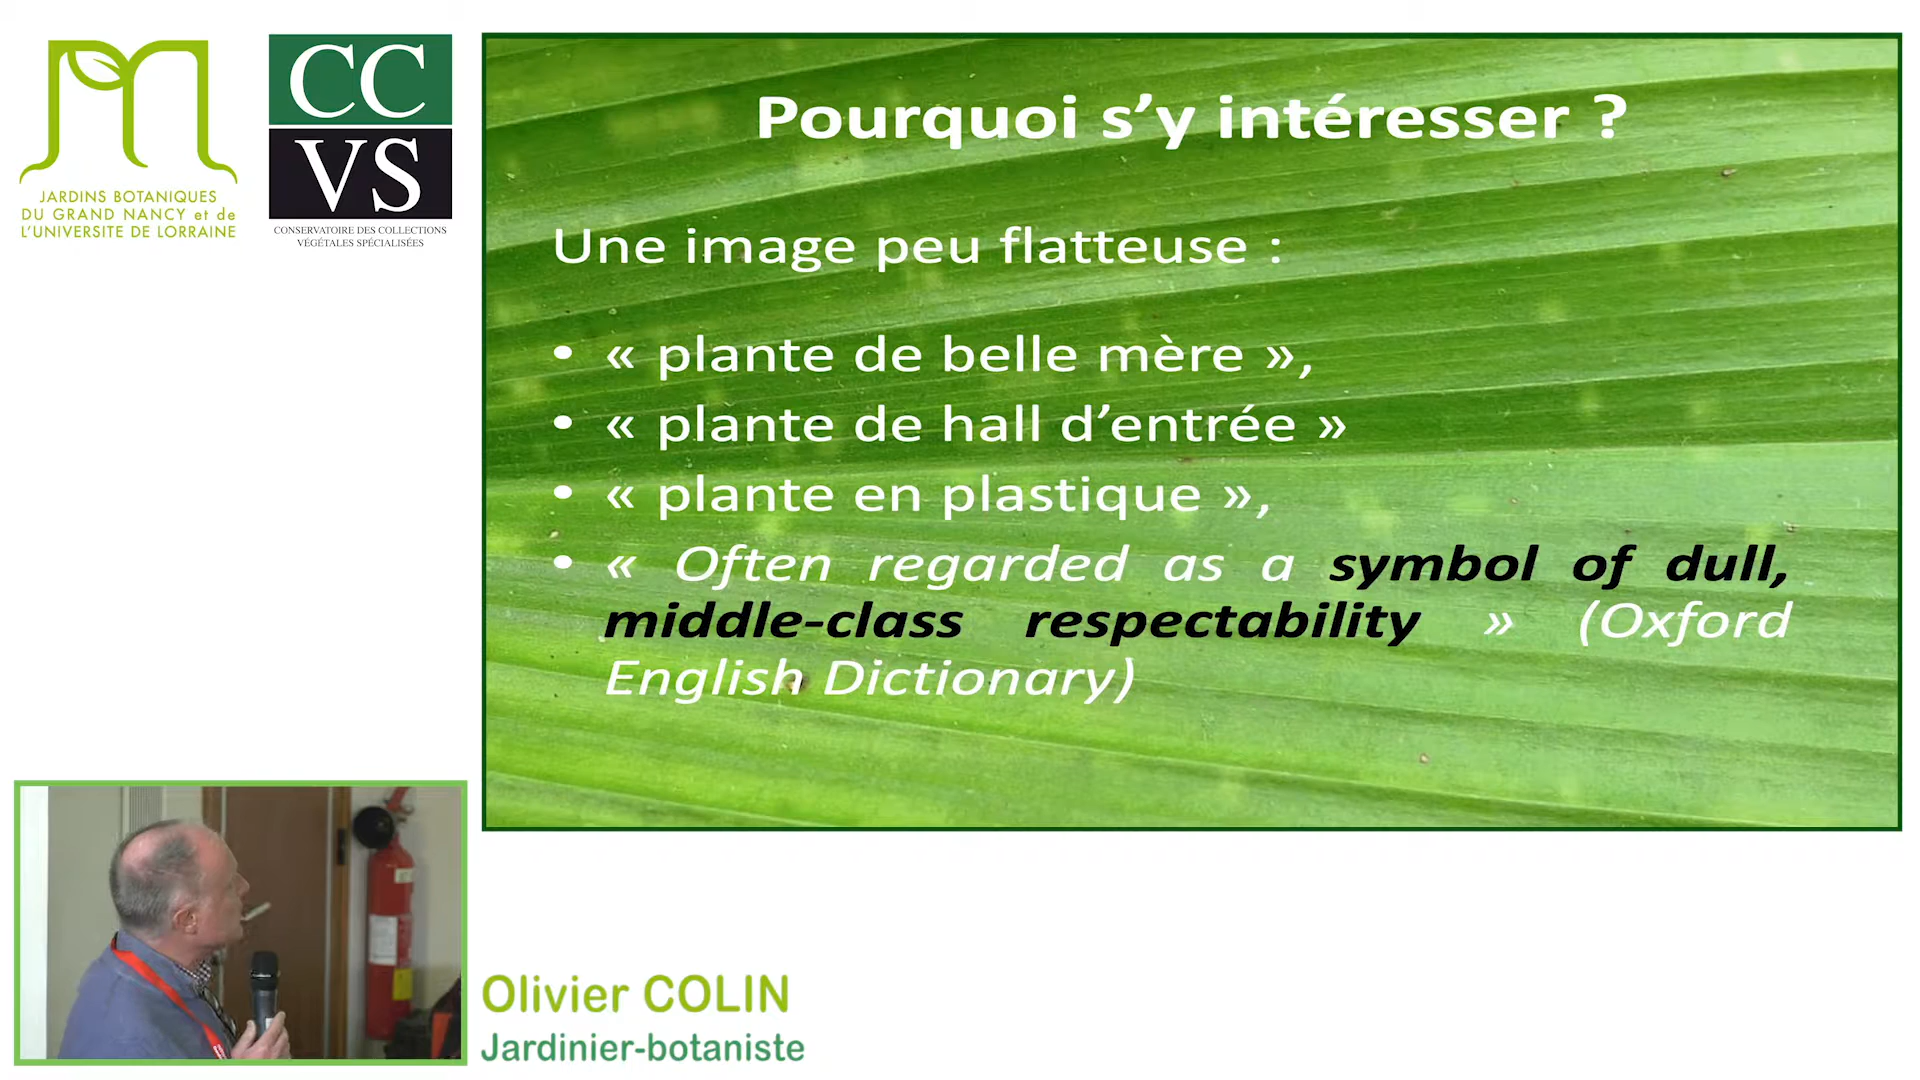 JARDINS BOTANIQUES
DU GRAND NANCY et de
L'UNIVERSITE DE LORRAINE
CC
VS
CONSERVATOIRE DES COLLECTIONS
VÉGÉTALES SPÉCIALISÉES
Pourquoi s'y intéresser ?
Une image peu flatteuse :
• « plante de belle mère »,
• « plante de hall d'entrée »
• « plante en plastique »,
• « Often regarded as a symbol of dull,
middle-class respectability » (Oxford
English Dictionary)
Olivier COLIN
Jardinier-botaniste